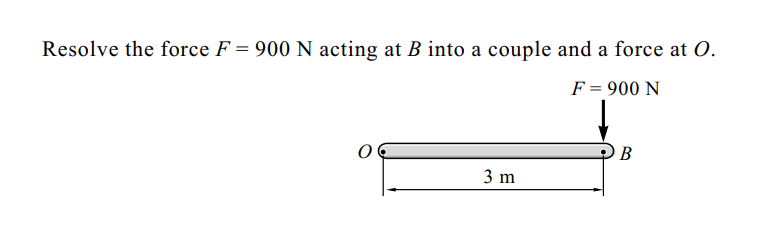 Resolve the force F = 900 N acting at B into a couple and a force at O.
F = 900 N
O
B
3 m